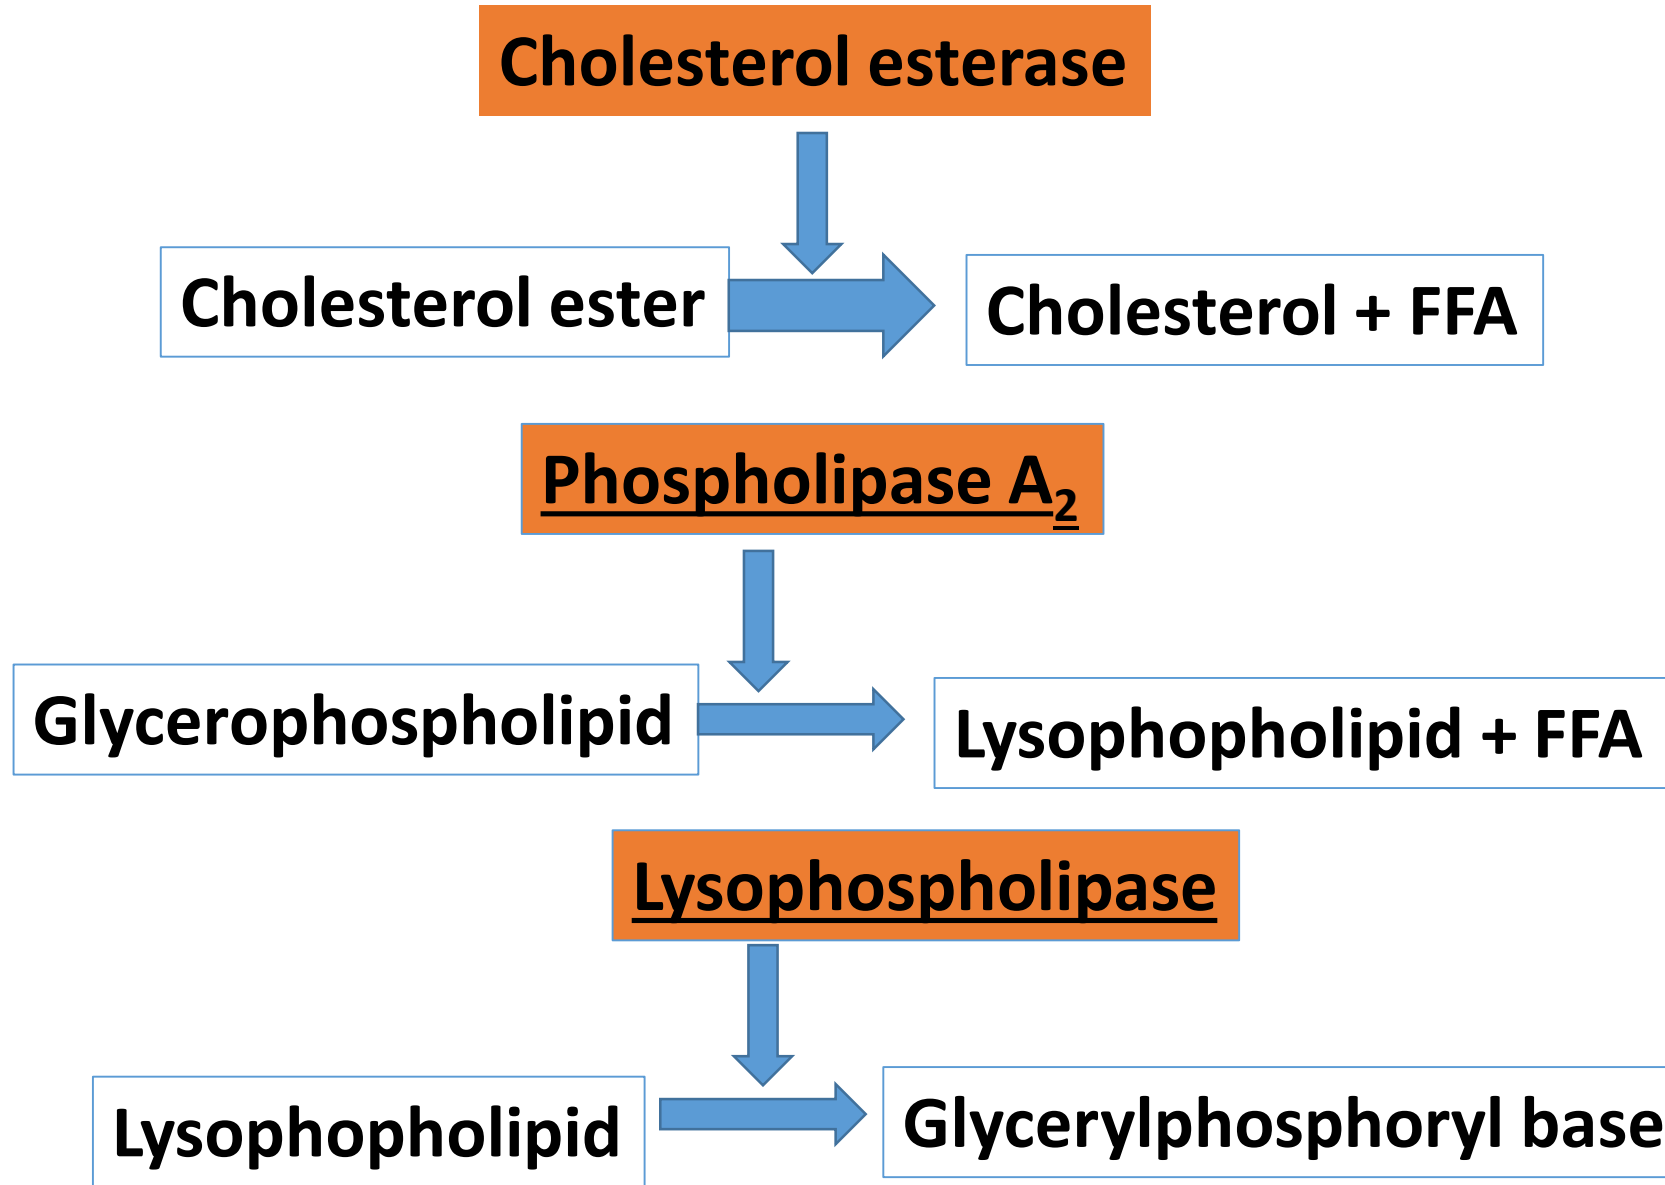 Cholesterol esterase
Cholesterol ester
Cholesterol + FFA
Phospholipase A₂
Glycerophospholipid
Lysophopholipid + FFA
Lysophospholipase
Lysophopholipid
Glycerylphosphoryl base